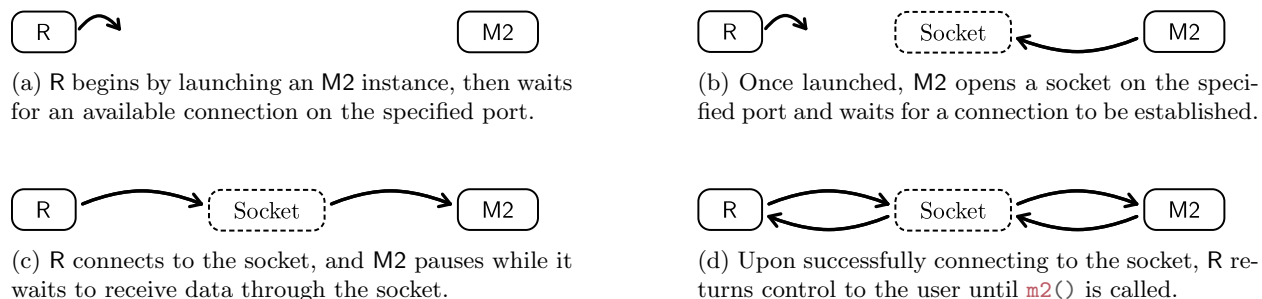 R M2
(a) R begins by launching an M2 instance, then waits
for an available connection on the specified port.
R Socket M2
(b) Once launched, M2 opens a socket on the speci-
fied port and waits for a connection to be established.
R Socket M2
(c) R connects to the socket, and M2 pauses while it
waits to receive data through the socket.
R Socket M2
(d) Upon successfully connecting to the socket, R re-
turns control to the user until m2() is called.